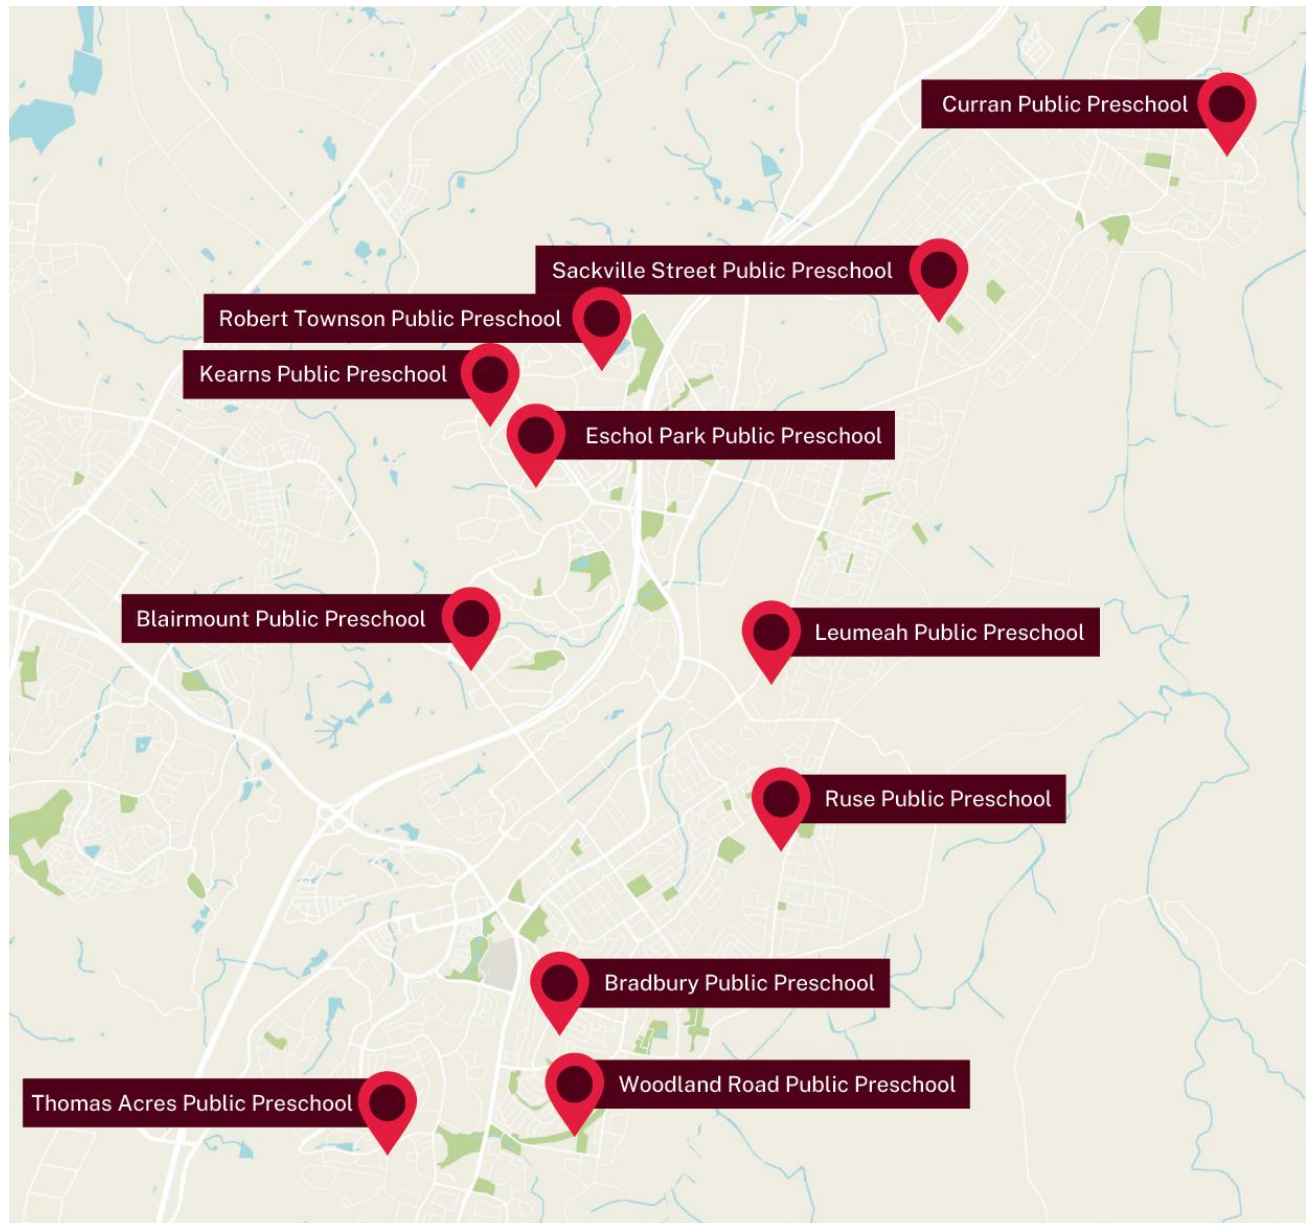 Curran Public Preschool
Sackville Street Public Preschool
Robert Townson Public Preschool
Kearns Public Preschool
Eschol Park Public Preschool
Blairmount Public Preschool
Leumeah Public Preschool
Ruse Public Preschool
Bradbury Public Preschool
Woodland Road Public Preschool
Thomas Acres Public Preschool